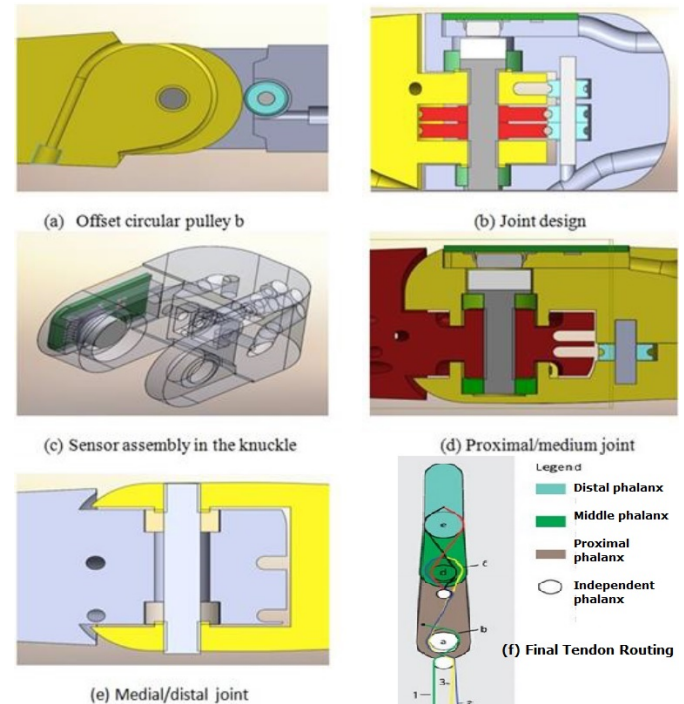 (a) Offset circular pulley b
(b) Joint design
(c) Sensor assembly in the knuckle
(d) Proximal/medium joint
Legend
Distal phalanx
Middle phalanx
Proximal
phalanx
Independent
phalanx
e
c
d
b
a
(f) Final Tendon Routing
3
1
(e) Medial/distal joint